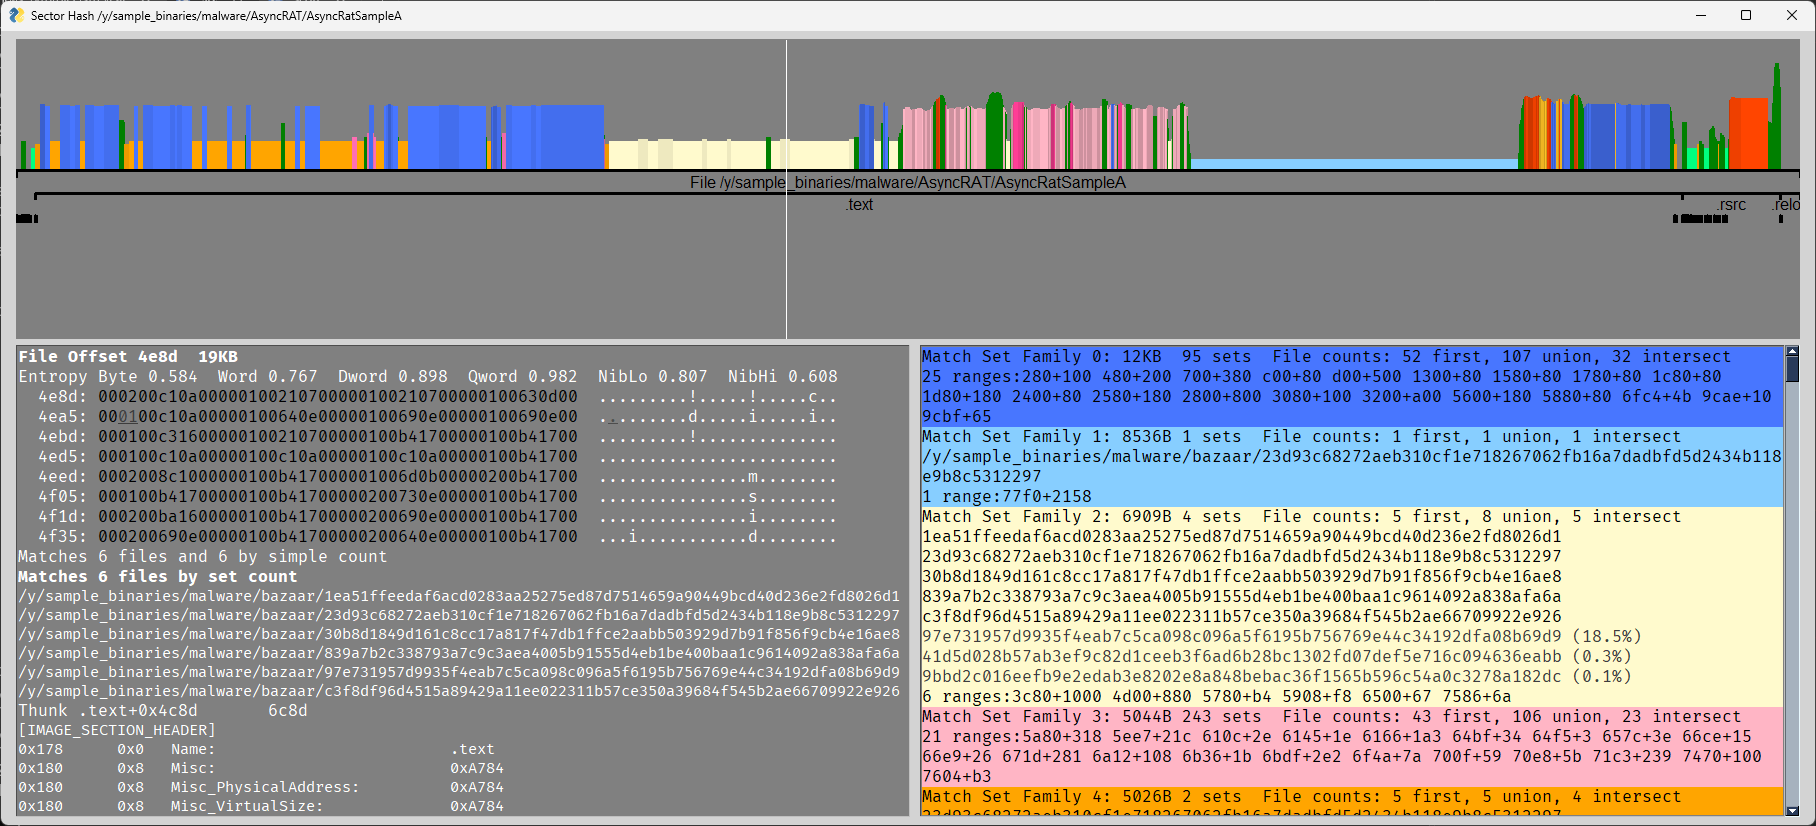 Sector Hash /y/sample_binaries/malware/AsyncRAT/AsyncRatSampleA
File /y/sample_binaries/malware/AsyncRAT/AsyncRatSampleA
.text
.rsrc
.relo
File Offset 4e8d  19KB
Entropy Byte 0.584  Word 0.767  Dword 0.898  Qword 0.982  NibLo 0.807  NibHi 0.608
4e8d: 000200c10a00000100210700000100210700000100630d00  .........!.....!.....c..
4ea5: 000100c10a00000100640e00000100690e00000100690e00  .........d.....i.....i..
4ebd: 000100c31600000100210700000100b41700000100b41700  .........!..............
4ed5: 000100c10a00000100c10a00000100c10a00000100b41700  ........................
4eed: 0002008c1000000100b417000001006d0b00000200b41700  ...............m........
4f05: 000100b41700000100b41700000200730e00000100b41700  ...............s........
4f1d: 000200ba1600000100b41700000200690e00000100b41700  ...............i........
4f35: 000200690e00000100b41700000200640e00000100b41700  ...i...........d........
Matches 6 files and 6 by simple count
Matches 6 files by set count
/y/sample_binaries/malware/bazaar/1ea51ffeedaf6acd0283aa25275ed87d7514659a90449bcd40d236e2fd8026d1
/y/sample_binaries/malware/bazaar/23d93c68272aeb310cf1e718267062fb16a7dadbfd5d2434b118e9b8c5312297
/y/sample_binaries/malware/bazaar/30b8d1849d161c8cc17a817f47db1ffce2aabb503929d7b91f856f9cb4e16ae8
/y/sample_binaries/malware/bazaar/839a7b2c338793a7c9c3aea4005b91555d4eb1be400baa1c9614092a838afa6a
/y/sample_binaries/malware/bazaar/97e731957d9935f4eab7c5ca098c096a5f6195b756769e44c34192dfa08b69d9
/y/sample_binaries/malware/bazaar/c3f8df96d4515a89429a11ee022311b57ce350a39684f545b2ae66709922e926
Thunk .text+0x4c8d       6c8d
[IMAGE_SECTION_HEADER]
0x178      0x0   Name:                          .text
0x180      0x8   Misc:                          0xA784
0x180      0x8   Misc_PhysicalAddress:          0xA784
0x180      0x8   Misc_VirtualSize:              0xA784
Match Set Family 0: 12KB  95 sets  File counts: 52 first, 107 union, 32 intersect
25 ranges:280+100 480+200 700+380 c00+80 d00+500 1300+80 1580+80 1780+80 1c80+80
1d80+180 2400+80 2580+180 2800+800 3080+100 3200+a00 5600+180 5880+80 6fc4+4b 9cae+10
9cbf+65
Match Set Family 1: 8536B 1 sets  File counts: 1 first, 1 union, 1 intersect
/y/sample_binaries/malware/bazaar/23d93c68272aeb310cf1e718267062fb16a7dadbfd5d2434b118
e9b8c5312297
1 range:77f0+2158
Match Set Family 2: 6909B 4 sets  File counts: 5 first, 8 union, 5 intersect
1ea51ffeedaf6acd0283aa25275ed87d7514659a90449bcd40d236e2fd8026d1
23d93c68272aeb310cf1e718267062fb16a7dadbfd5d2434b118e9b8c5312297
30b8d1849d161c8cc17a817f47db1ffce2aabb503929d7b91f856f9cb4e16ae8
839a7b2c338793a7c9c3aea4005b91555d4eb1be400baa1c9614092a838afa6a
c3f8df96d4515a89429a11ee022311b57ce350a39684f545b2ae66709922e926
97e731957d9935f4eab7c5ca098c096a5f6195b756769e44c34192dfa08b69d9 (18.5%)
41d5d028b57ab3ef9c82d1ceeb3f6ad6b28bc1302fd07def5e716c094636eabb (0.3%)
9bbd2c016eefb9e2edab3e8202e8a848bebac36f1565b596c54a0c3278a182dc (0.1%)
6 ranges:3c80+1000 4d00+880 5780+b4 5908+f8 6500+67 7586+6a
Match Set Family 3: 5044B 243 sets  File counts: 43 first, 106 union, 23 intersect
21 ranges:5a80+318 5ee7+21c 610c+2e 6145+1e 6166+1a3 64bf+34 64f5+3 657c+3e 66ce+15
66e9+26 671d+281 6a12+108 6b36+1b 6bdf+2e2 6f4a+7a 700f+59 70e8+5b 71c3+239 7470+100
7604+b3
Match Set Family 4: 5026B 2 sets  File counts: 5 first, 5 union, 4 intersect
23d93c68272aeb310cf1e718267062fb16a7dadbfd5d2434b118e9b8c5312297